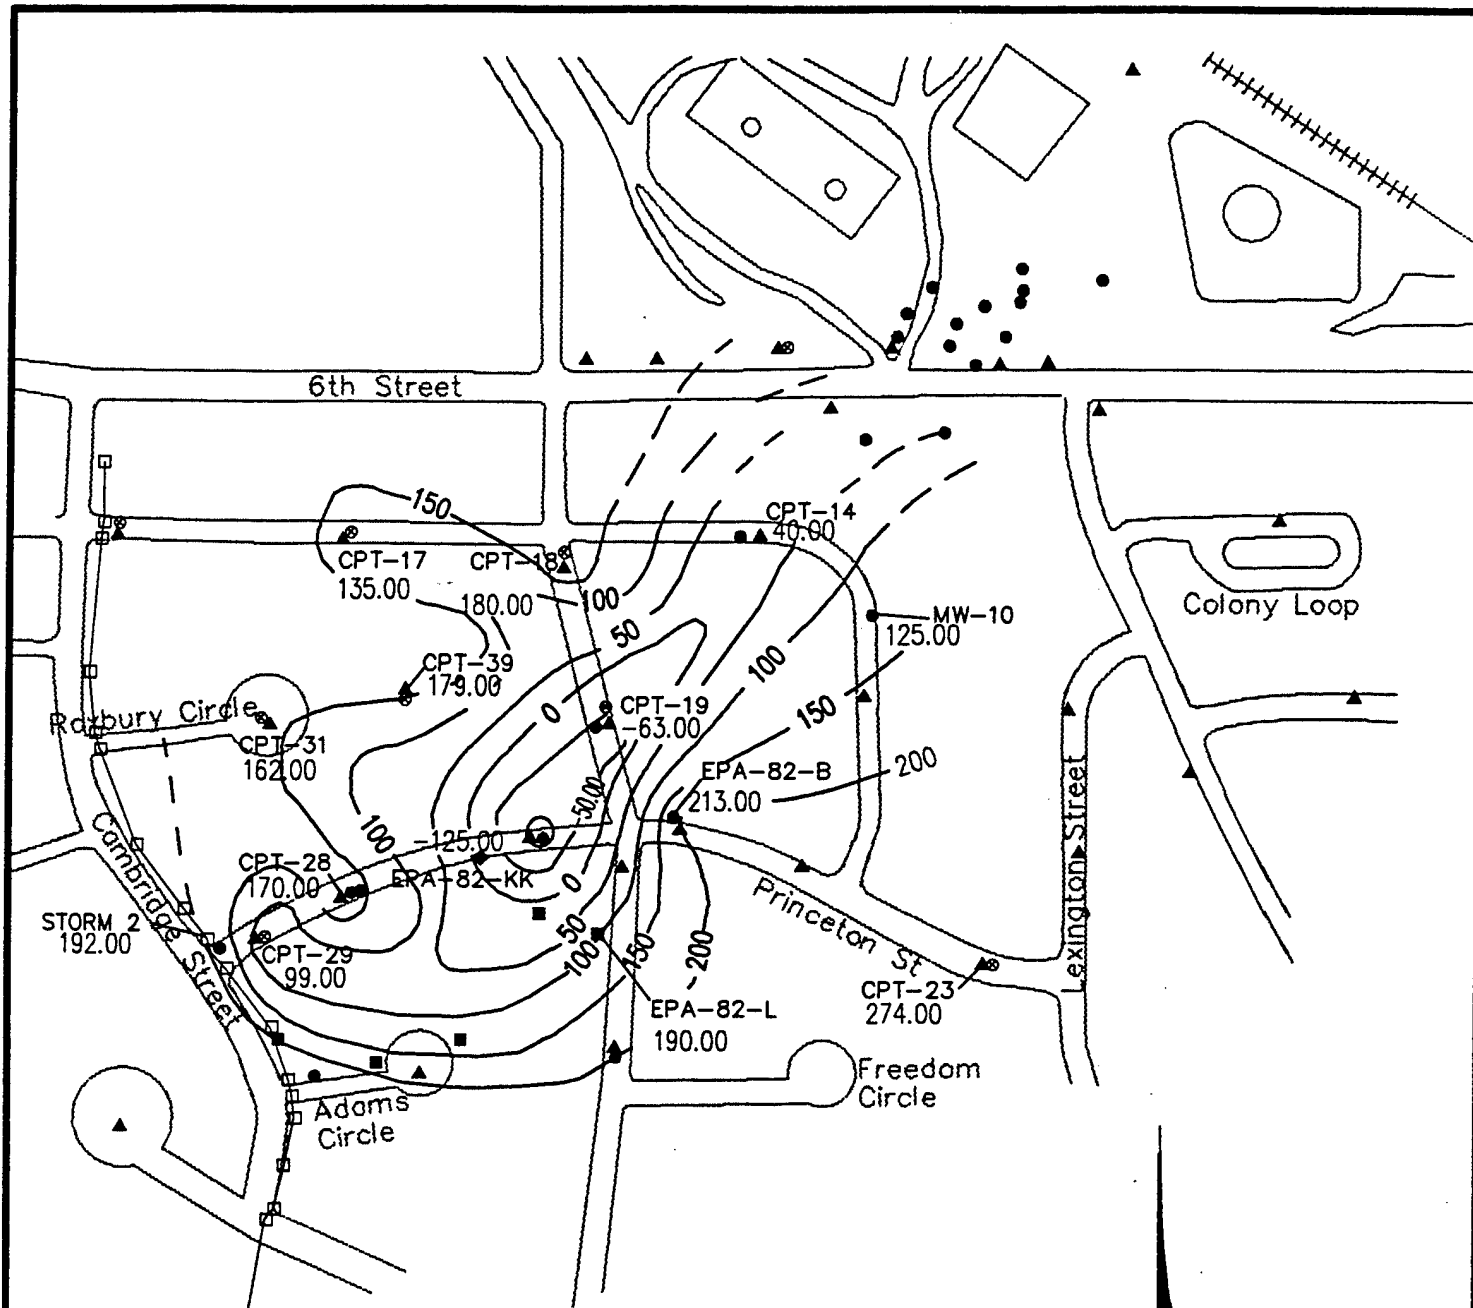 6th Street
150
CPT-14
40.00
CPT-17
135.00
CPT-18
180.00
100
50
MW-10
125.00
Colony Loop
CPT-39
179.00
100
150
0
CPT-19
-63.00
Roxbury Circle
CPT-31
162.00
EPA-82-B
213.00
200
50.00
Lexington Street
100
-125.00
Cambridge Street
CPT-28
170.00
EPA-82-KK
0
Princeton St
STORM 2
192.00
CPT-29
99.00
50
100
150
200
CPT-23
274.00
EPA-82-L
190.00
Freedom
Circle
Adams
Circle